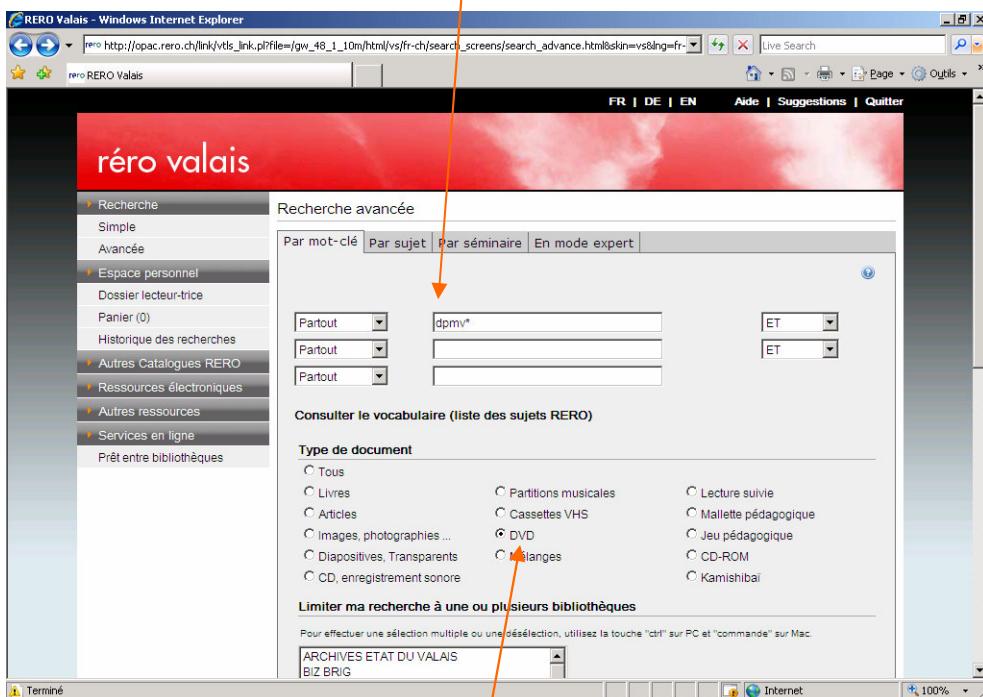 RERO Valais - Windows Internet Explorer
rero http://opac.rero.ch/link/vtls_link.pl?file=/gw_48_1_10m/html/vs/fr-ch/search_screens/search_advance.html&skin=vs&lng=fr-
Live Search
rero RERO Valais
Page
Outils
FR | DE | EN Aide | Suggestions | Quitter
réro valais
Recherche
Simple
Avancée
Espace personnel
Dossier lecteur-trice
Panier (0)
Historique des recherches
Autres Catalogues RERO
Ressources électroniques
Autres ressources
Services en ligne
Prêt entre bibliothèques
Recherche avancée
Par mot-clé Par sujet Par séminaire En mode expert
Partout dpmv* ET
Partout ET
Partout
Consulter le vocabulaire (liste des sujets RERO)
Type de document
Tous
Livres Partitions musicales Lecture suivie
Articles Cassettes VHS Mallette pédagogique
Images, photographies ... DVD Jeu pédagogique
Diapositives, Transparents Mélanges CD-ROM
CD, enregistrement sonore Kamishibaï
Limiter ma recherche à une ou plusieurs bibliothèques
Pour effectuer une sélection multiple ou une désélection, utilisez la touche "ctrl" sur PC et "commande" sur Mac.
ARCHIVES ETAT DU VALAIS
BIZ BRIG
Terminé Internet 100%